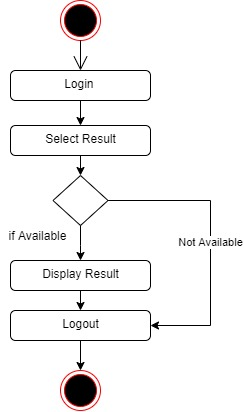 Login
Select Result
if Available
Not Available
Display Result
Logout